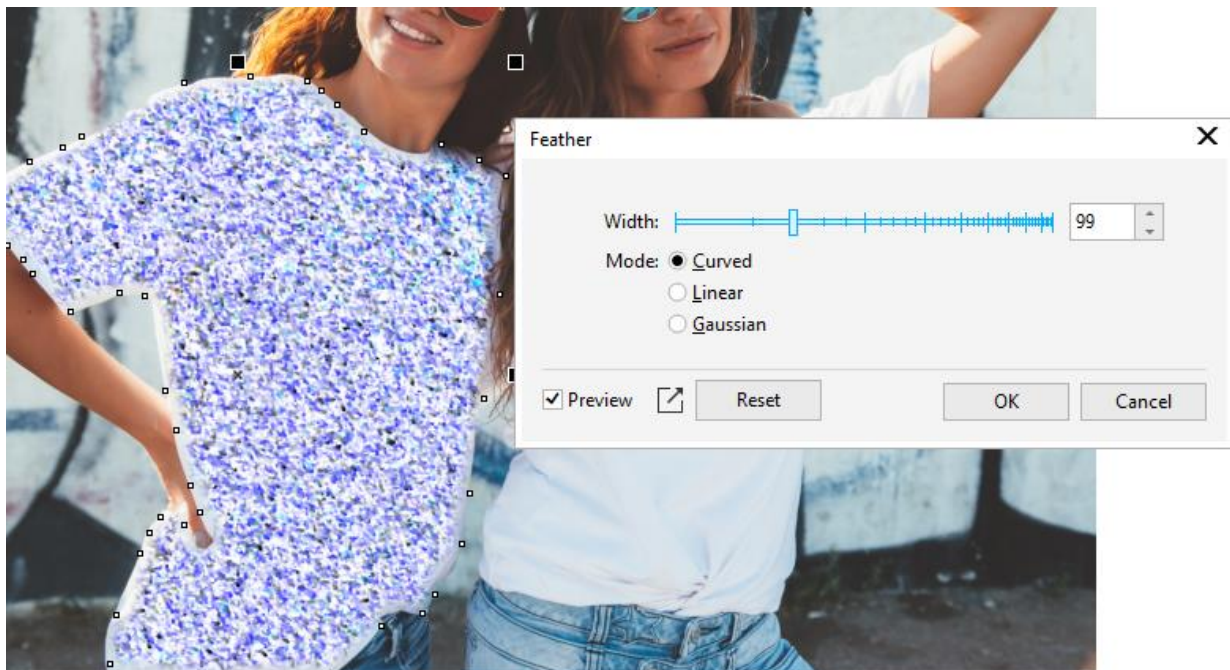 Feather
Width: 99
Mode: Curved
Linear
Gaussian
Preview Reset OK Cancel